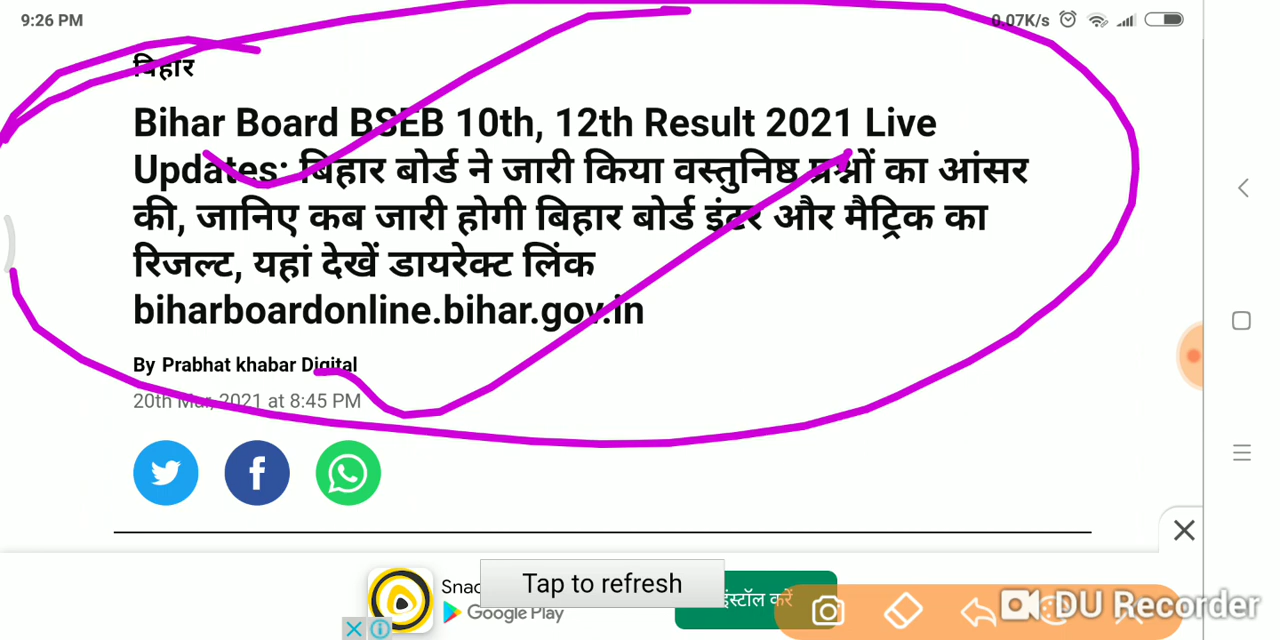 9:26 PM
0.07K/s
बिहार
Bihar Board BSEB 10th, 12th Result 2021 Live
Updates: बिहार बोर्ड ने जारी किया वस्तुनिष्ठ प्रश्नों का आंसर
की, जानिए कब जारी होगी बिहार बोर्ड इंटर और मैट्रिक का
रिजल्ट, यहां देखें डायरेक्ट लिंक
biharboardonline.bihar.gov.in
By Prabhat khabar Digital
20th Mar, 2021 at 8:45 PM
Tap to refresh
Google Play
इंस्टॉल करें
DU Recorder